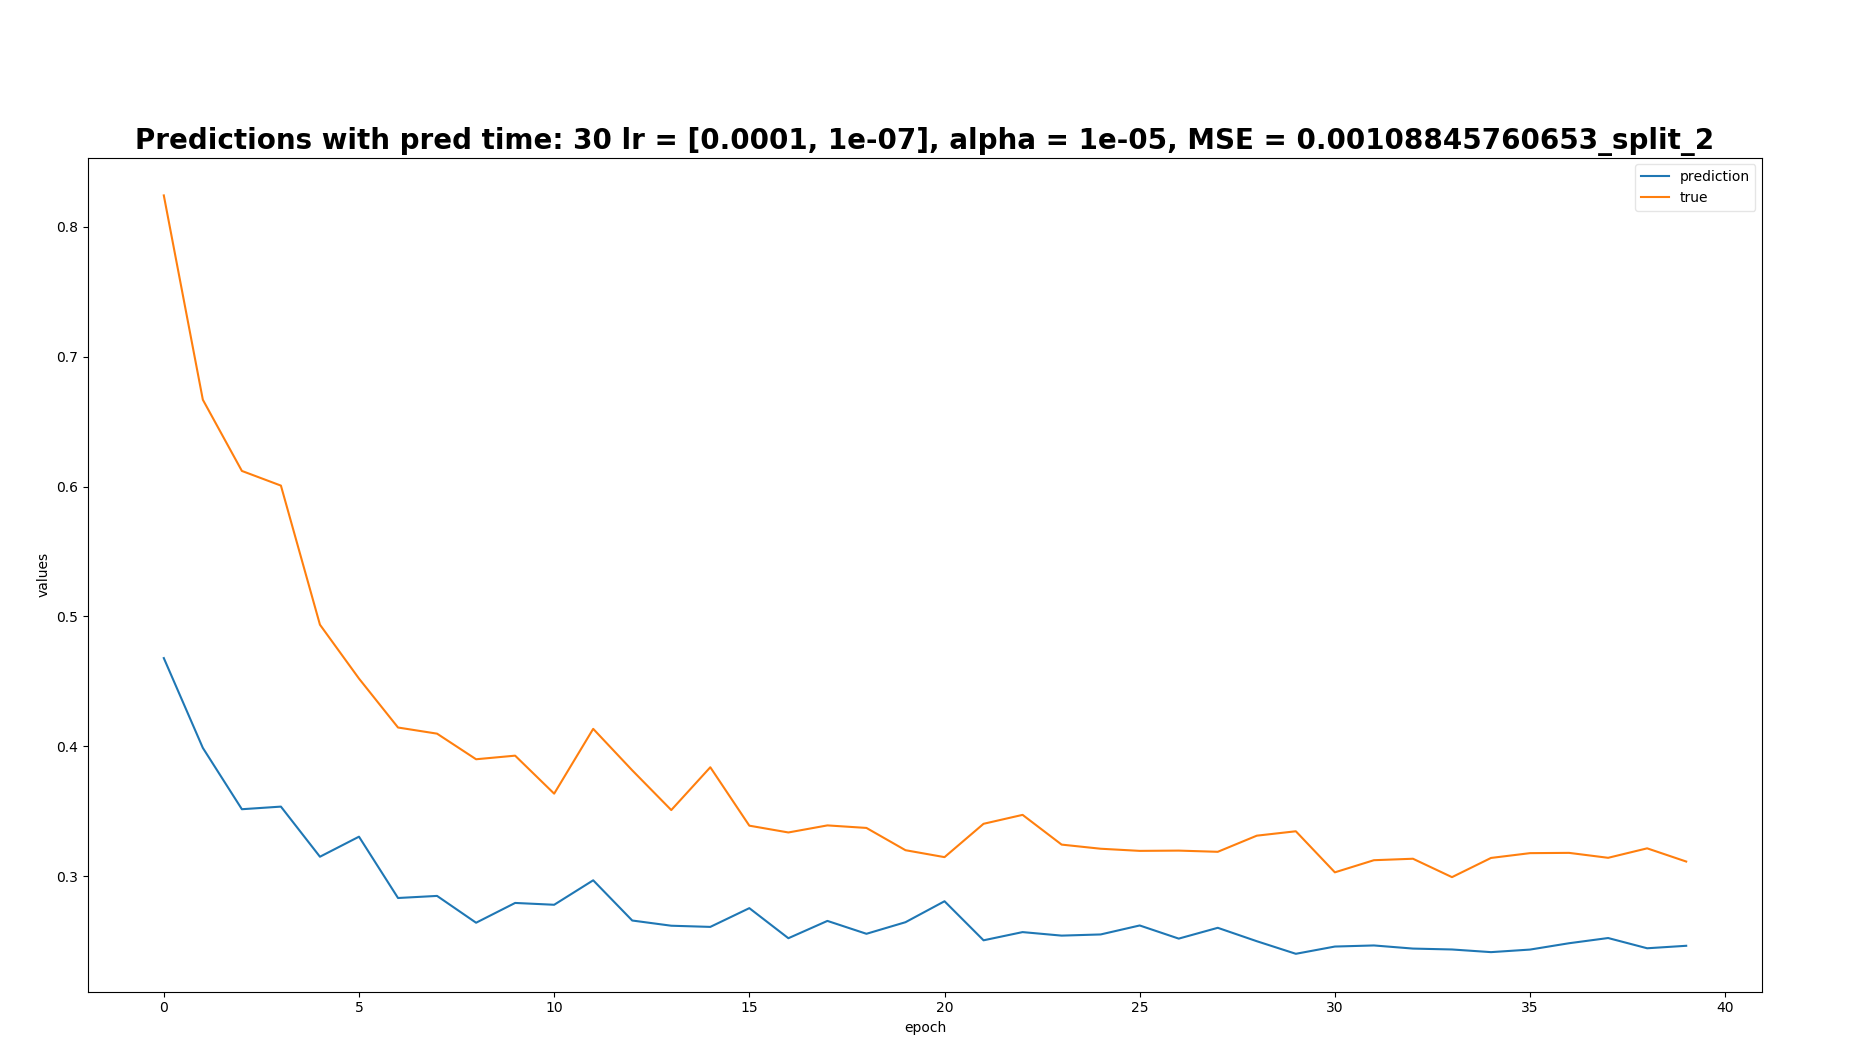 Predictions with pred time: 30 lr = [0.0001, 1e-07], alpha = 1e-05, MSE = 0.00108845760653_split_2
prediction
true
0.8
0.7
0.6
0.5
0.4
0.3
values
0 5 10 15 20 25 30 35 40
epoch